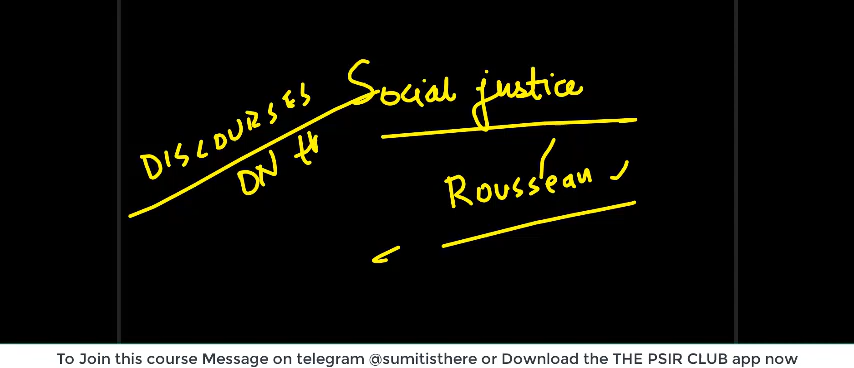 Social justice
DISCOURSES
ON th
Rousseau
To Join this course Message on telegram @sumitisthere or Download the THE PSIR CLUB app now